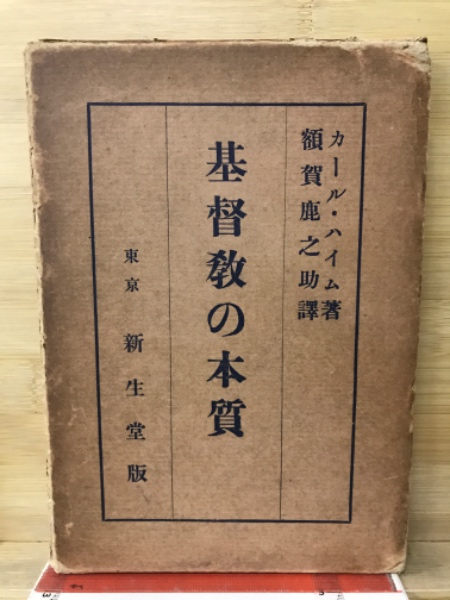 カール・ハイム著
額賀鹿之助譯
基督教の本質
東京 新生堂版